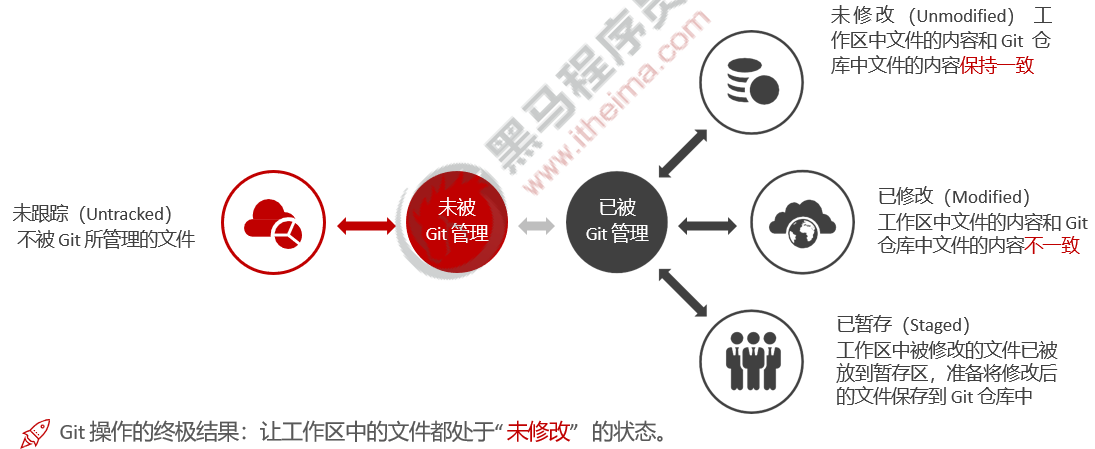 未修改（Unmodified） 工
作区中文件的内容和 Git 仓
库中文件的内容保持一致
未跟踪（Untracked）
不被 Git 所管理的文件
未被
Git 管理
已被
Git 管理
已修改（Modified）
工作区中文件的内容和 Git
仓库中文件的内容不一致
已暂存（Staged）
工作区中被修改的文件已被
放到暂存区，准备将修改后
的文件保存到 Git 仓库中
Git 操作的终极结果：让工作区中的文件都处于“ 未修改” 的状态。
黑马程序员
www.itheima.com